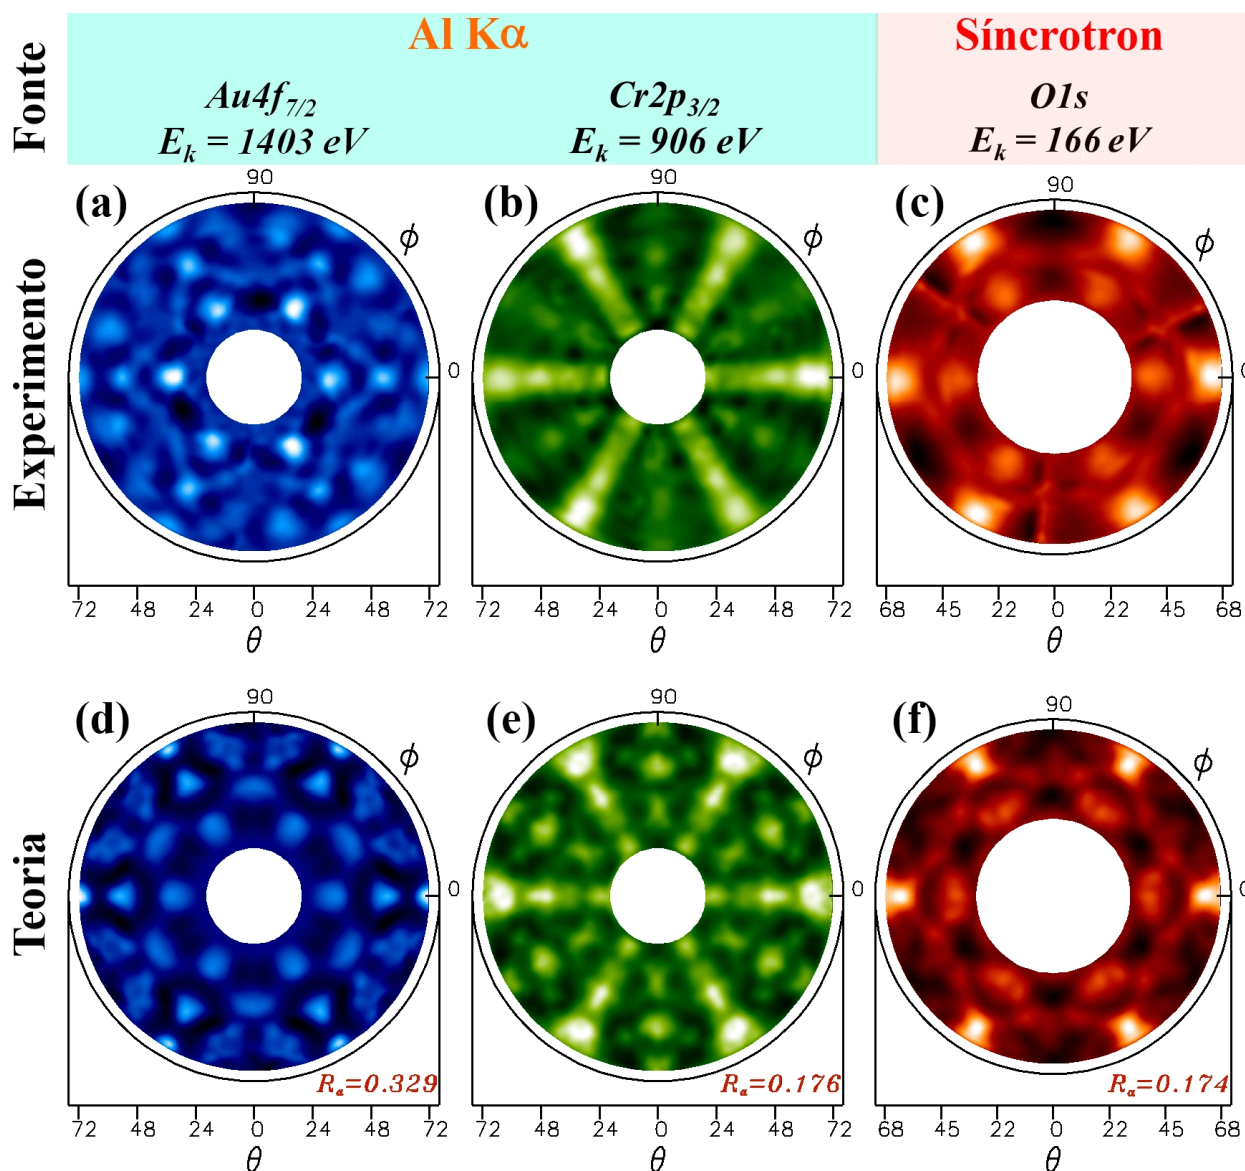 Fonte
Al Kα
Síncrotron
Au4f7/2
Ek = 1403 eV
Cr2p3/2
Ek = 906 eV
O1s
Ek = 166 eV
Experimento
(a)
90
ϕ
0
72 48 24 0 24 48 72
θ
(b)
90
ϕ
0
72 48 24 0 24 48 72
θ
(c)
90
ϕ
0
68 45 22 0 22 45 68
θ
Teoria
(d)
90
ϕ
0
Ra=0.329
72 48 24 0 24 48 72
θ
(e)
90
ϕ
0
Ra=0.176
72 48 24 0 24 48 72
θ
(f)
90
ϕ
0
Ra=0.174
68 45 22 0 22 45 68
θ